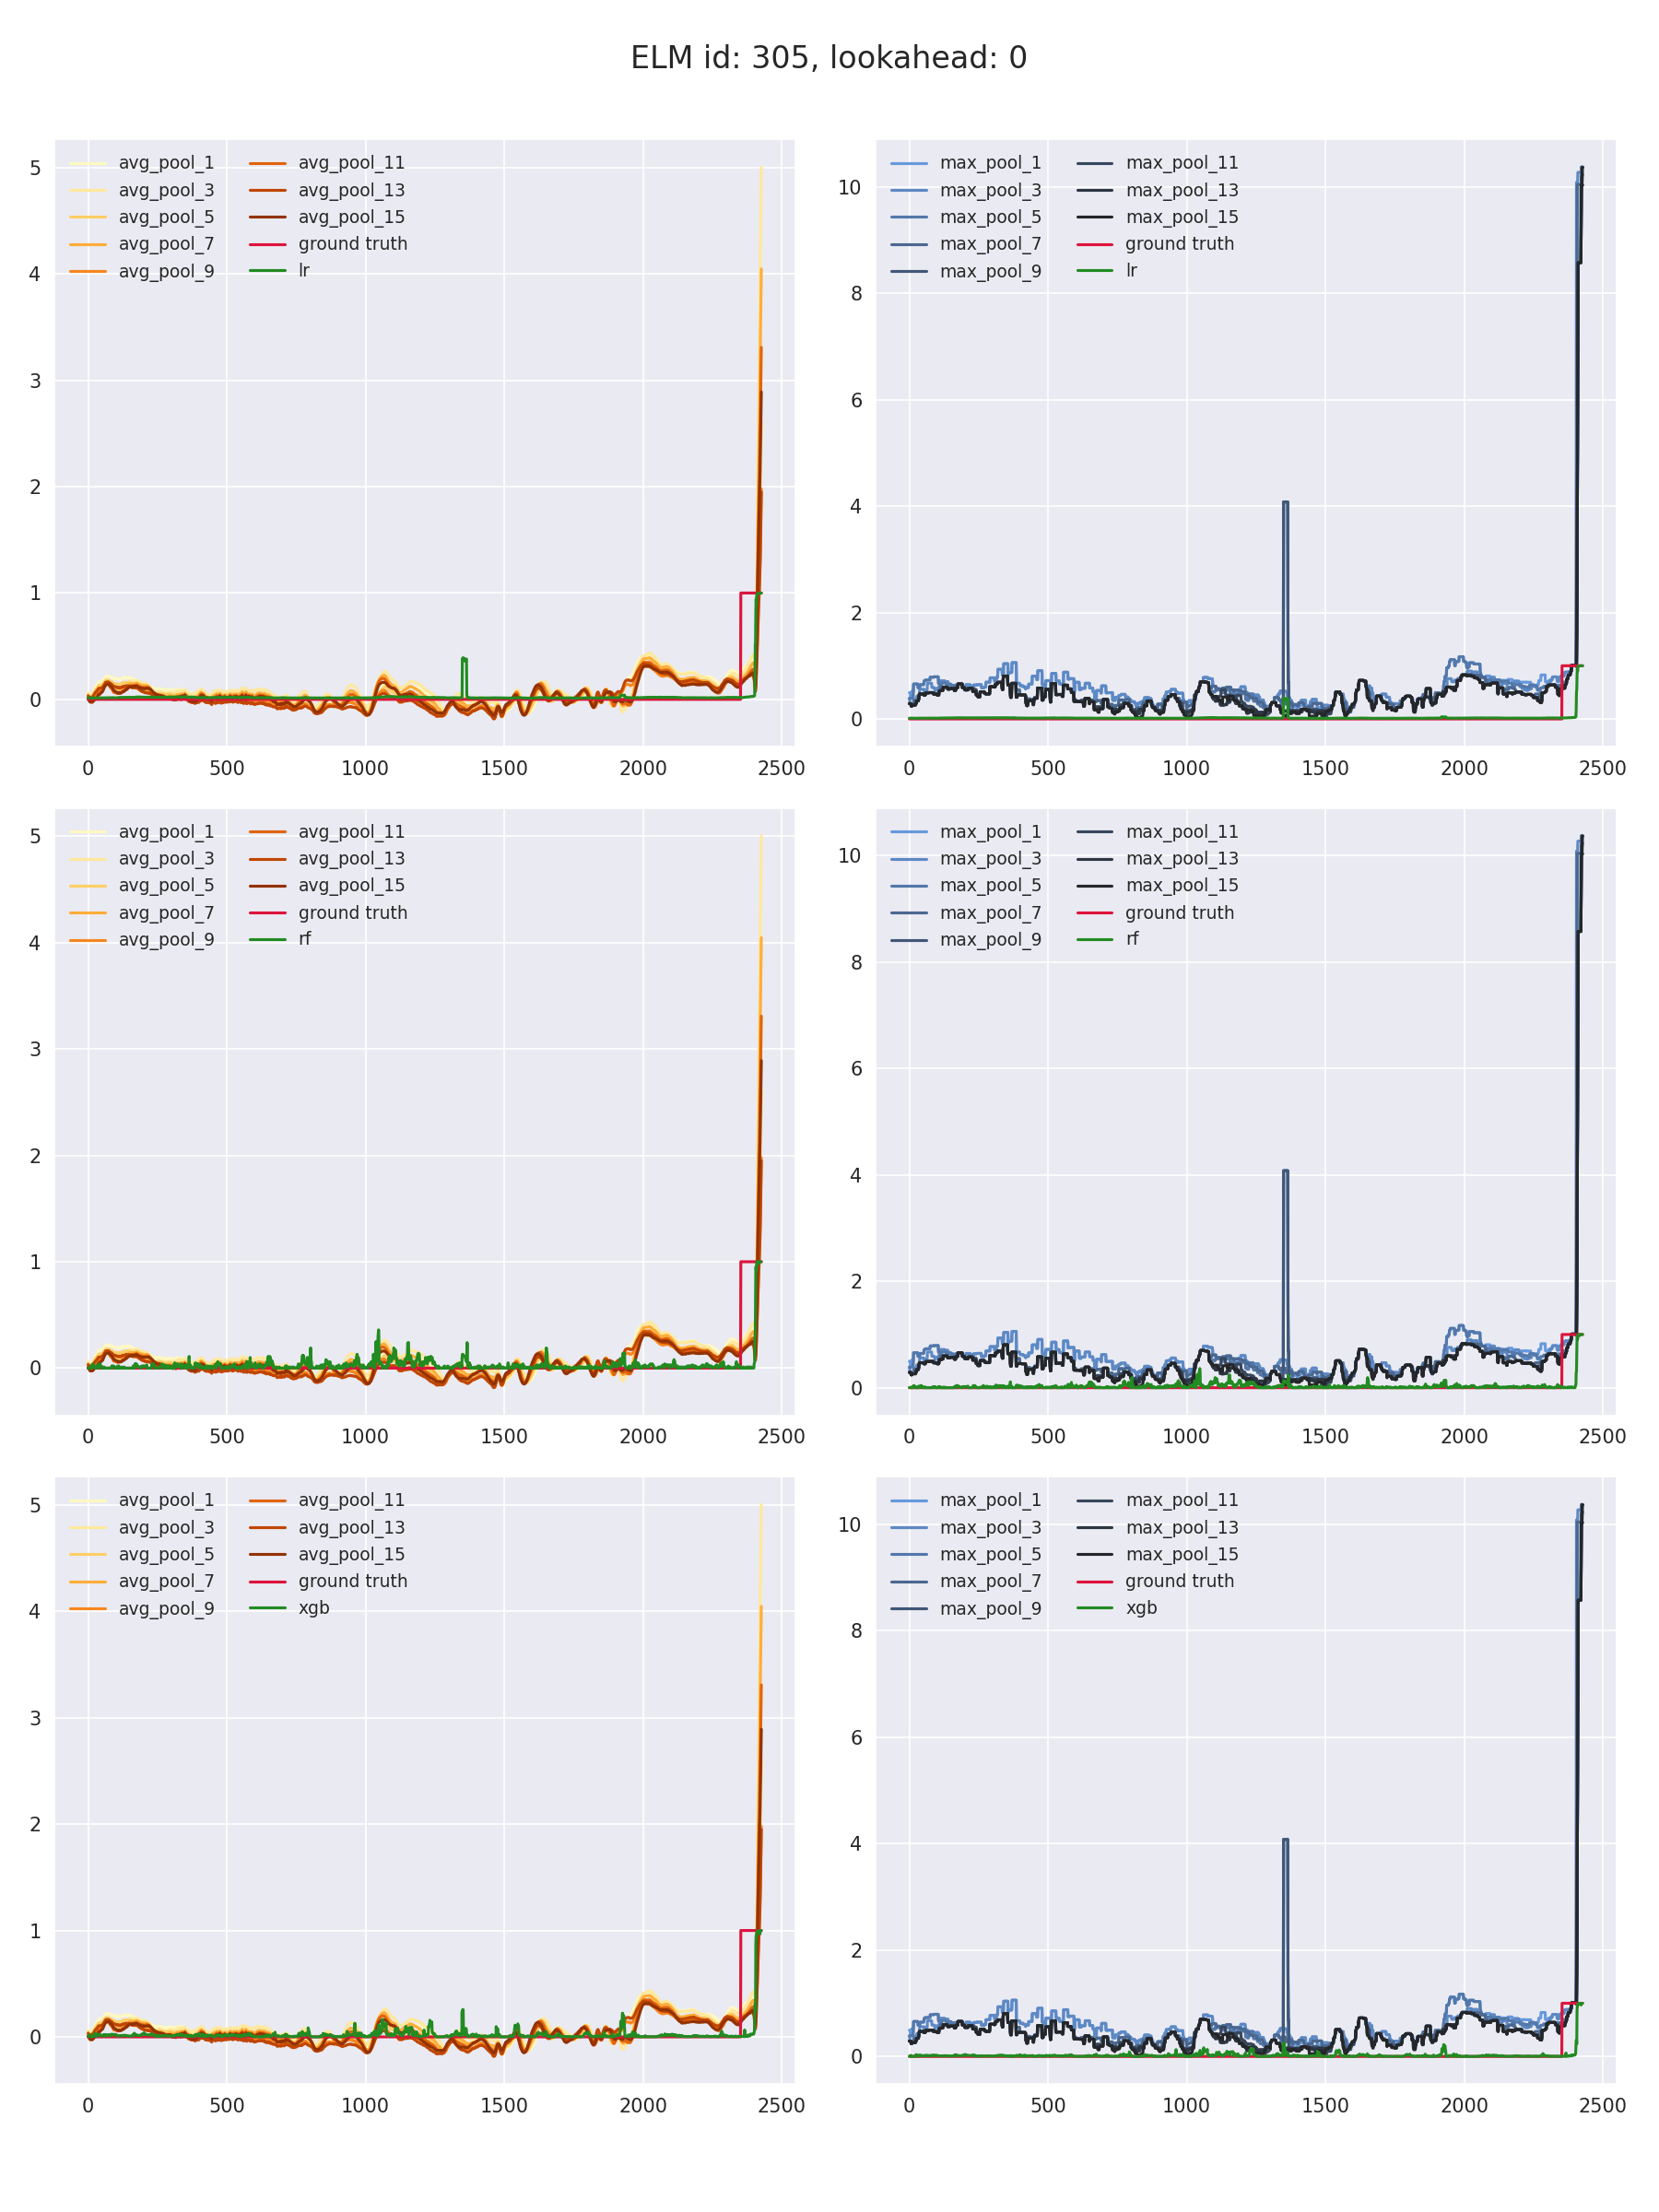 ELM id: 305, lookahead: 0
avg_pool_1 avg_pool_11
avg_pool_3 avg_pool_13
avg_pool_5 avg_pool_15
avg_pool_7 ground truth
avg_pool_9 lr
5
4
3
2
1
0
0 500 1000 1500 2000 2500
max_pool_1 max_pool_11
max_pool_3 max_pool_13
max_pool_5 max_pool_15
max_pool_7 ground truth
max_pool_9 lr
10
8
6
4
2
0
0 500 1000 1500 2000 2500
avg_pool_1 avg_pool_11
avg_pool_3 avg_pool_13
avg_pool_5 avg_pool_15
avg_pool_7 ground truth
avg_pool_9 rf
5
4
3
2
1
0
0 500 1000 1500 2000 2500
max_pool_1 max_pool_11
max_pool_3 max_pool_13
max_pool_5 max_pool_15
max_pool_7 ground truth
max_pool_9 rf
10
8
6
4
2
0
0 500 1000 1500 2000 2500
avg_pool_1 avg_pool_11
avg_pool_3 avg_pool_13
avg_pool_5 avg_pool_15
avg_pool_7 ground truth
avg_pool_9 xgb
5
4
3
2
1
0
0 500 1000 1500 2000 2500
max_pool_1 max_pool_11
max_pool_3 max_pool_13
max_pool_5 max_pool_15
max_pool_7 ground truth
max_pool_9 xgb
10
8
6
4
2
0
0 500 1000 1500 2000 2500